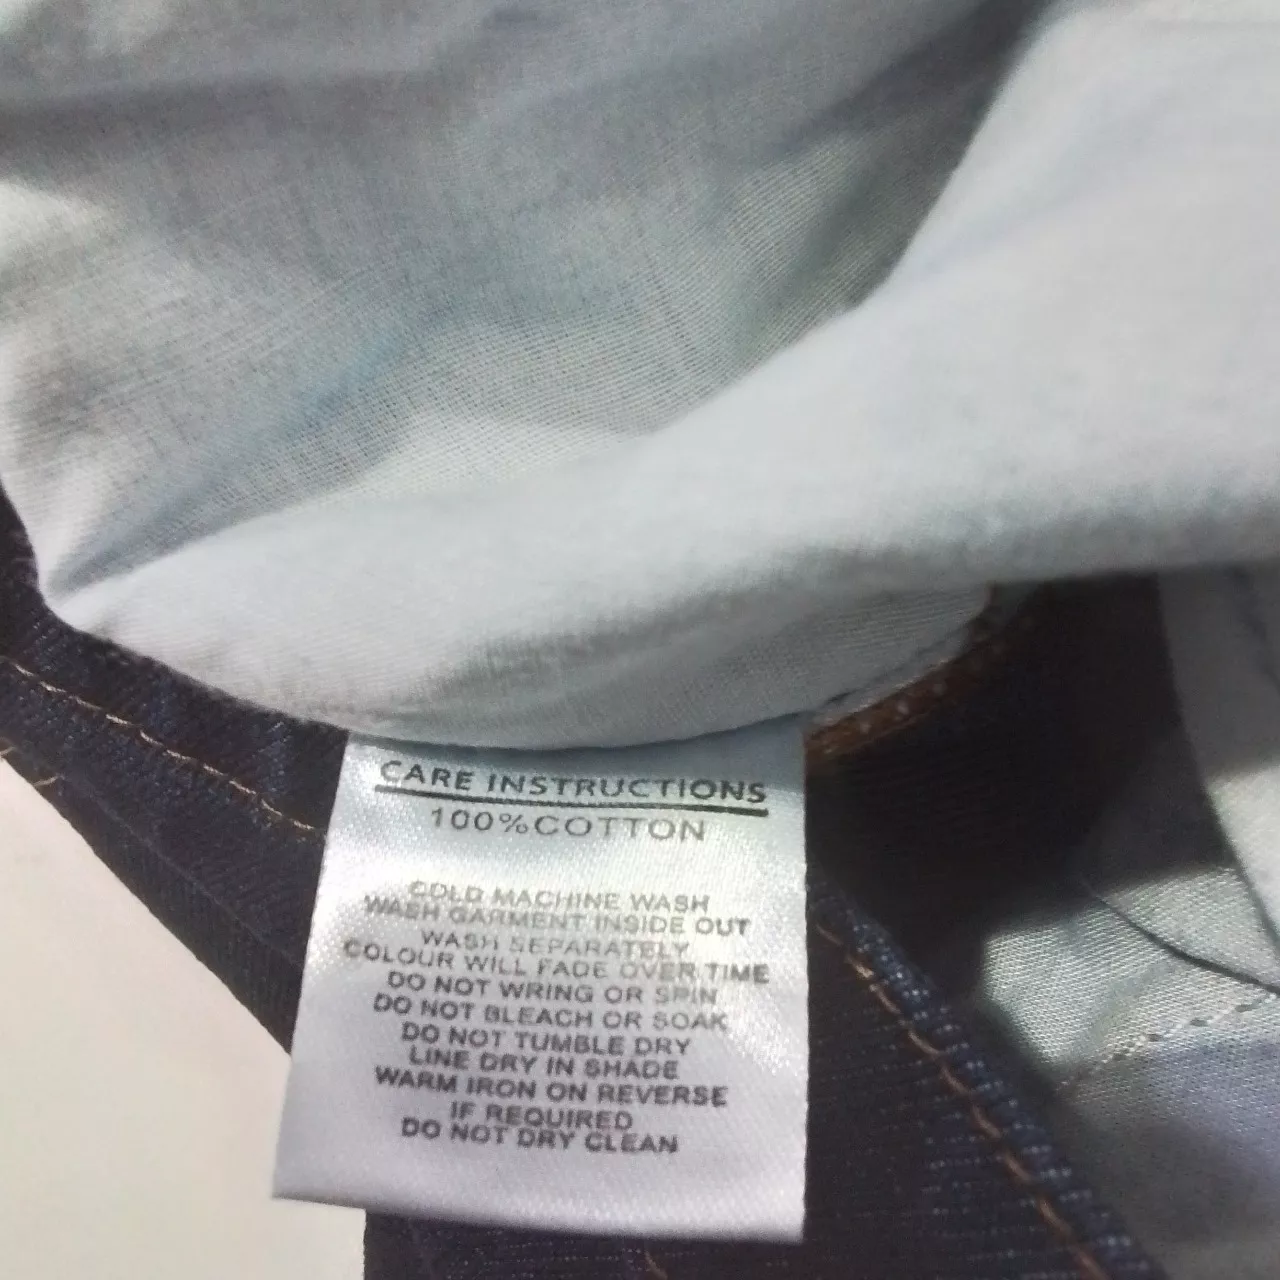 CARE INSTRUCTIONS
100%COTTON
COLD MACHINE WASH
WASH GARMENT INSIDE OUT
WASH SEPARATELY
COLOUR WILL FADE OVER TIME
DO NOT WRING OR SPIN
DO NOT BLEACH OR SOAK
DO NOT TUMBLE DRY
LINE DRY IN SHADE
WARM IRON ON REVERSE
IF REQUIRED
DO NOT DRY CLEAN